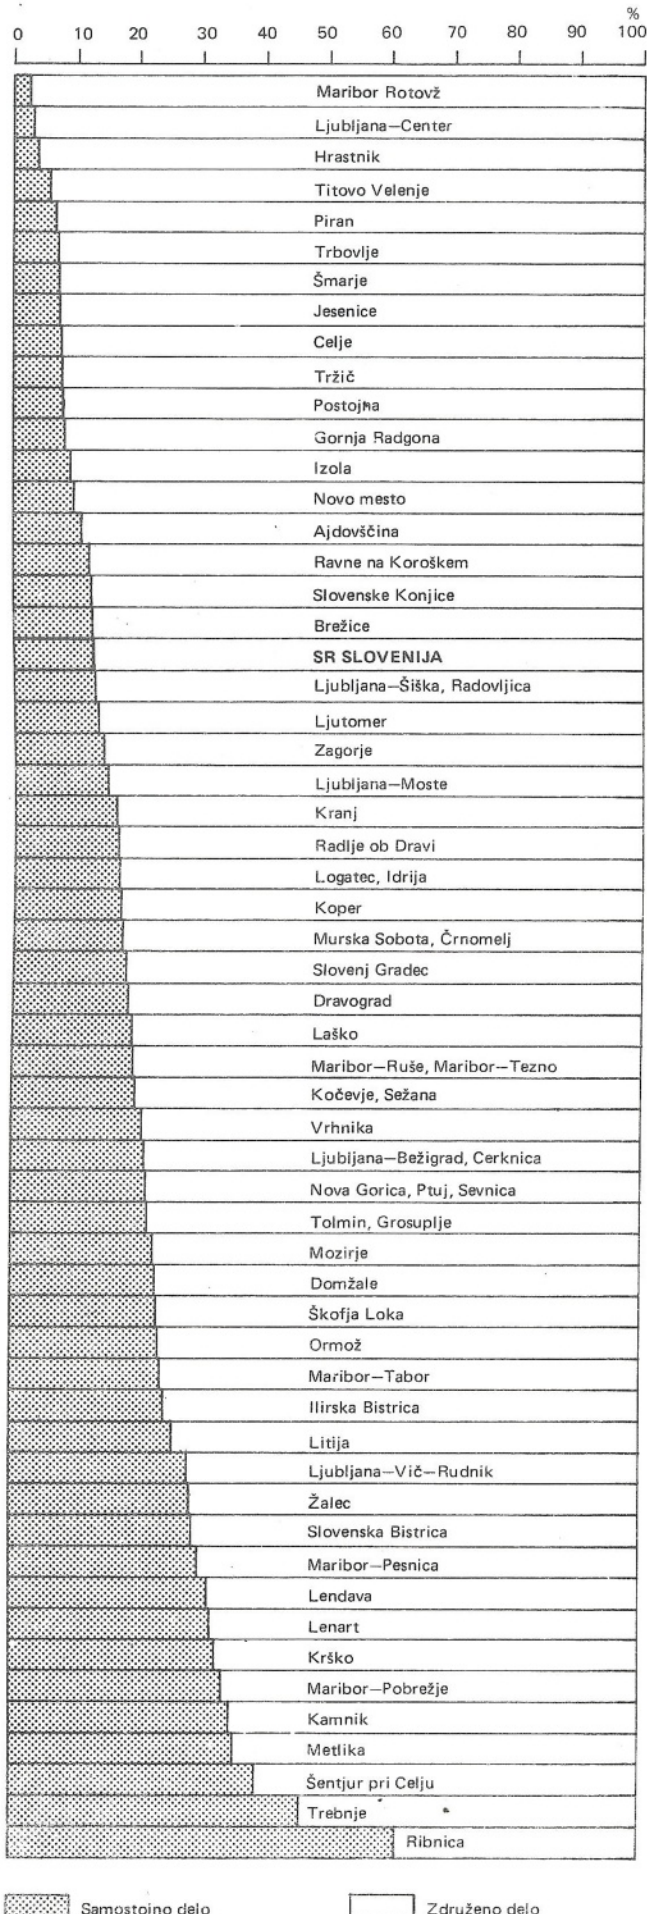 %
0 10 20 30 40 50 60 70 80 90 100
Maribor Rotovž
Ljubljana—Center
Hrastnik
Titovo Velenje
Piran
Trbovlje
Šmarje
Jesenice
Celje
Tržič
Postojna
Gornja Radgona
Izola
Novo mesto
Ajdovščina
Ravne na Koroškem
Slovenske Konjice
Brežice
SR SLOVENIJA
Ljubljana—Šiška, Radovljica
Ljutomer
Zagorje
Ljubljana—Moste
Kranj
Radlje ob Dravi
Logatec, Idrija
Koper
Murska Sobota, Črnomelj
Slovenj Gradec
Dravograd
Laško
Maribor—Ruše, Maribor—Tezno
Kočevje, Sežana
Vrhnika
Ljubljana—Bežigrad, Cerknica
Nova Gorica, Ptuj, Sevnica
Tolmin, Grosuplje
Mozirje
Domžale
Škofja Loka
Ormož
Maribor—Tabor
Ilirska Bistrica
Litija
Ljubljana—Vič—Rudnik
Žalec
Slovenska Bistrica
Maribor—Pesnica
Lendava
Lenart
Krško
Maribor—Pobrežje
Kamnik
Metlika
Šentjur pri Celju
Trebnje
Ribnica
Samostojno delo Združeno delo